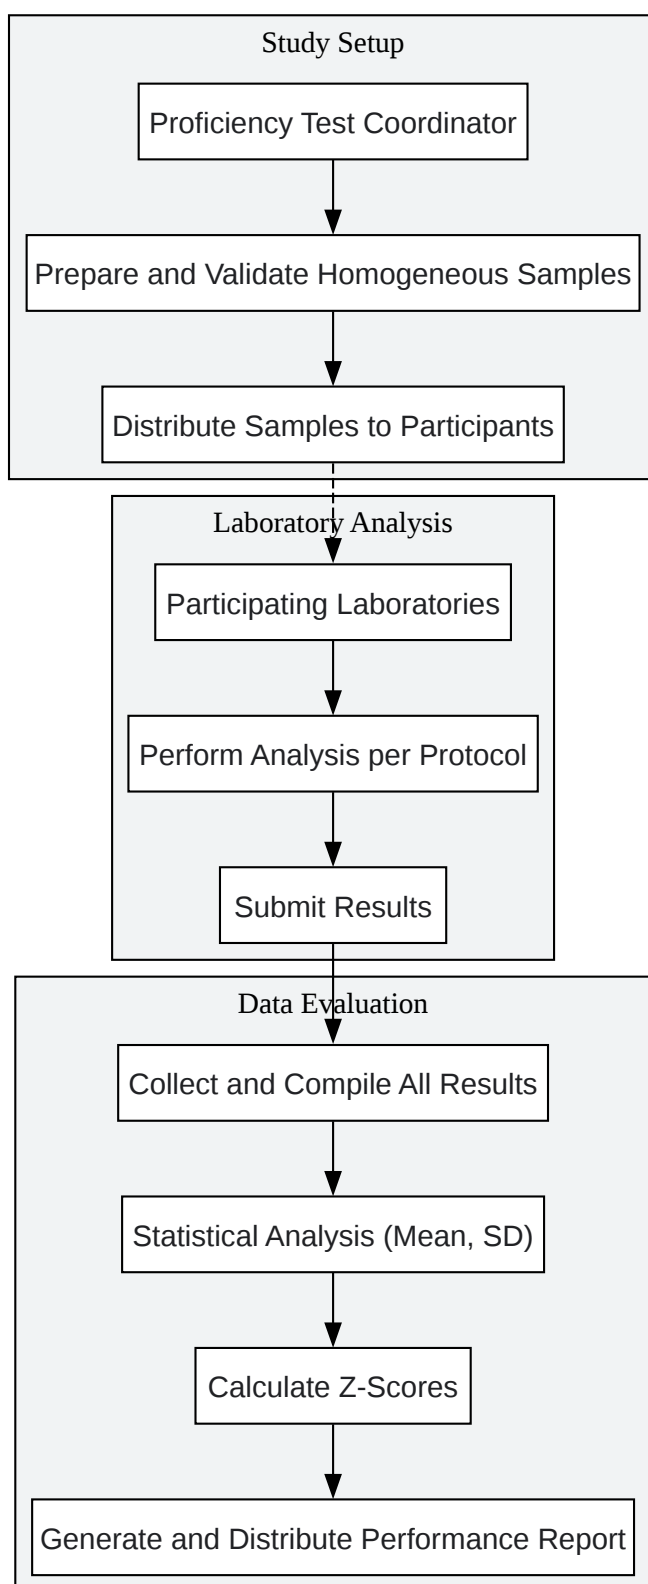 Study Setup
Proficiency Test Coordinator
Prepare and Validate Homogeneous Samples
Distribute Samples to Participants
Laboratory Analysis
Participating Laboratories
Perform Analysis per Protocol
Submit Results
Data Evaluation
Collect and Compile All Results
Statistical Analysis (Mean, SD)
Calculate Z-Scores
Generate and Distribute Performance Report